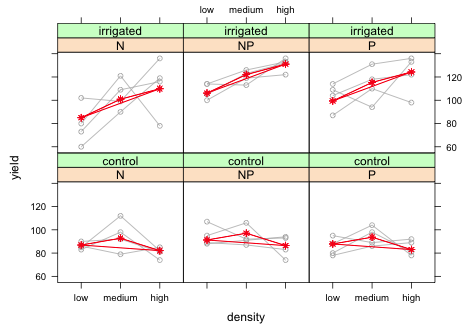 low medium high
irrigated irrigated irrigated
N NP P
120
100
80
60
control control control
N NP P
120
100
80
60
low medium high low medium high
yield
density